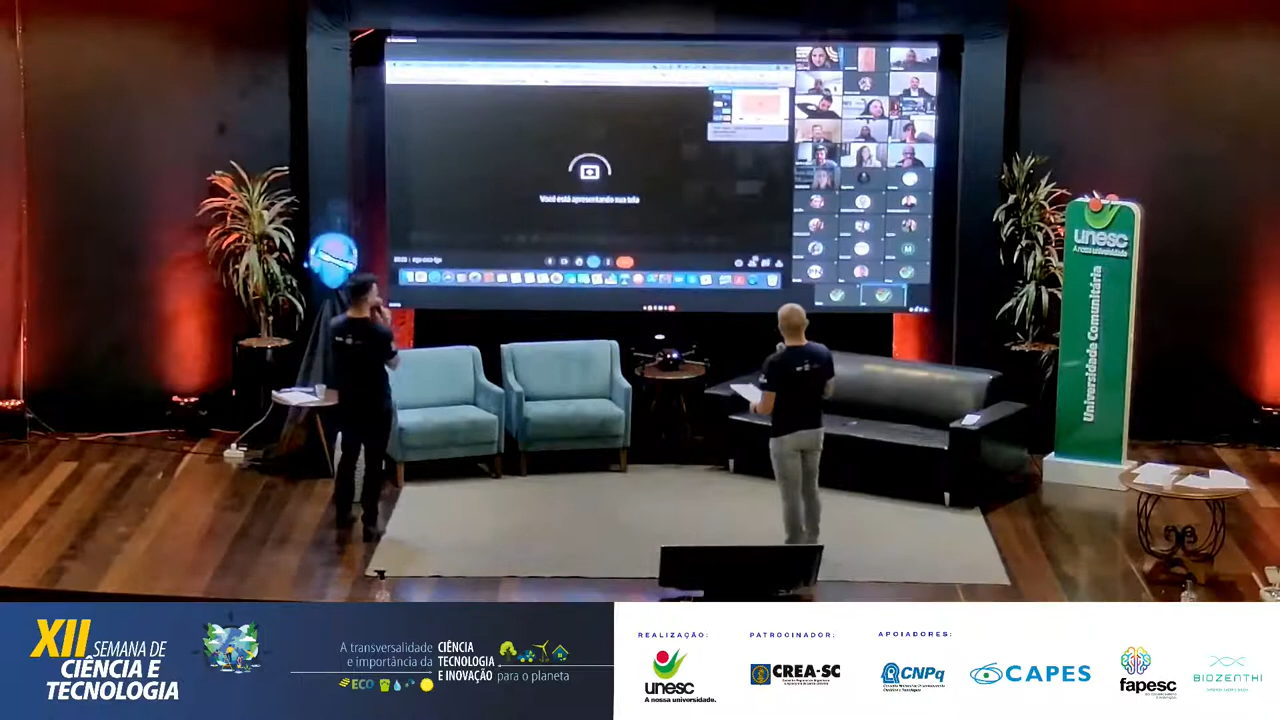 Você está apresentando sua tela
M
unesc
A nossa universidade
Universidade Comunitária
XII SEMANA DE
CIÊNCIA E
TECNOLOGIA
A transversalidade
e importância da
CIÊNCIA
TECNOLOGIA
E INOVAÇÃO
para o planeta
ECO
REALIZAÇÃO:
unesc
A nossa universidade.
PATROCINADOR:
CREA-SC
APOIADORES:
CNPq
CAPES
fapesc
BIOZENTHI